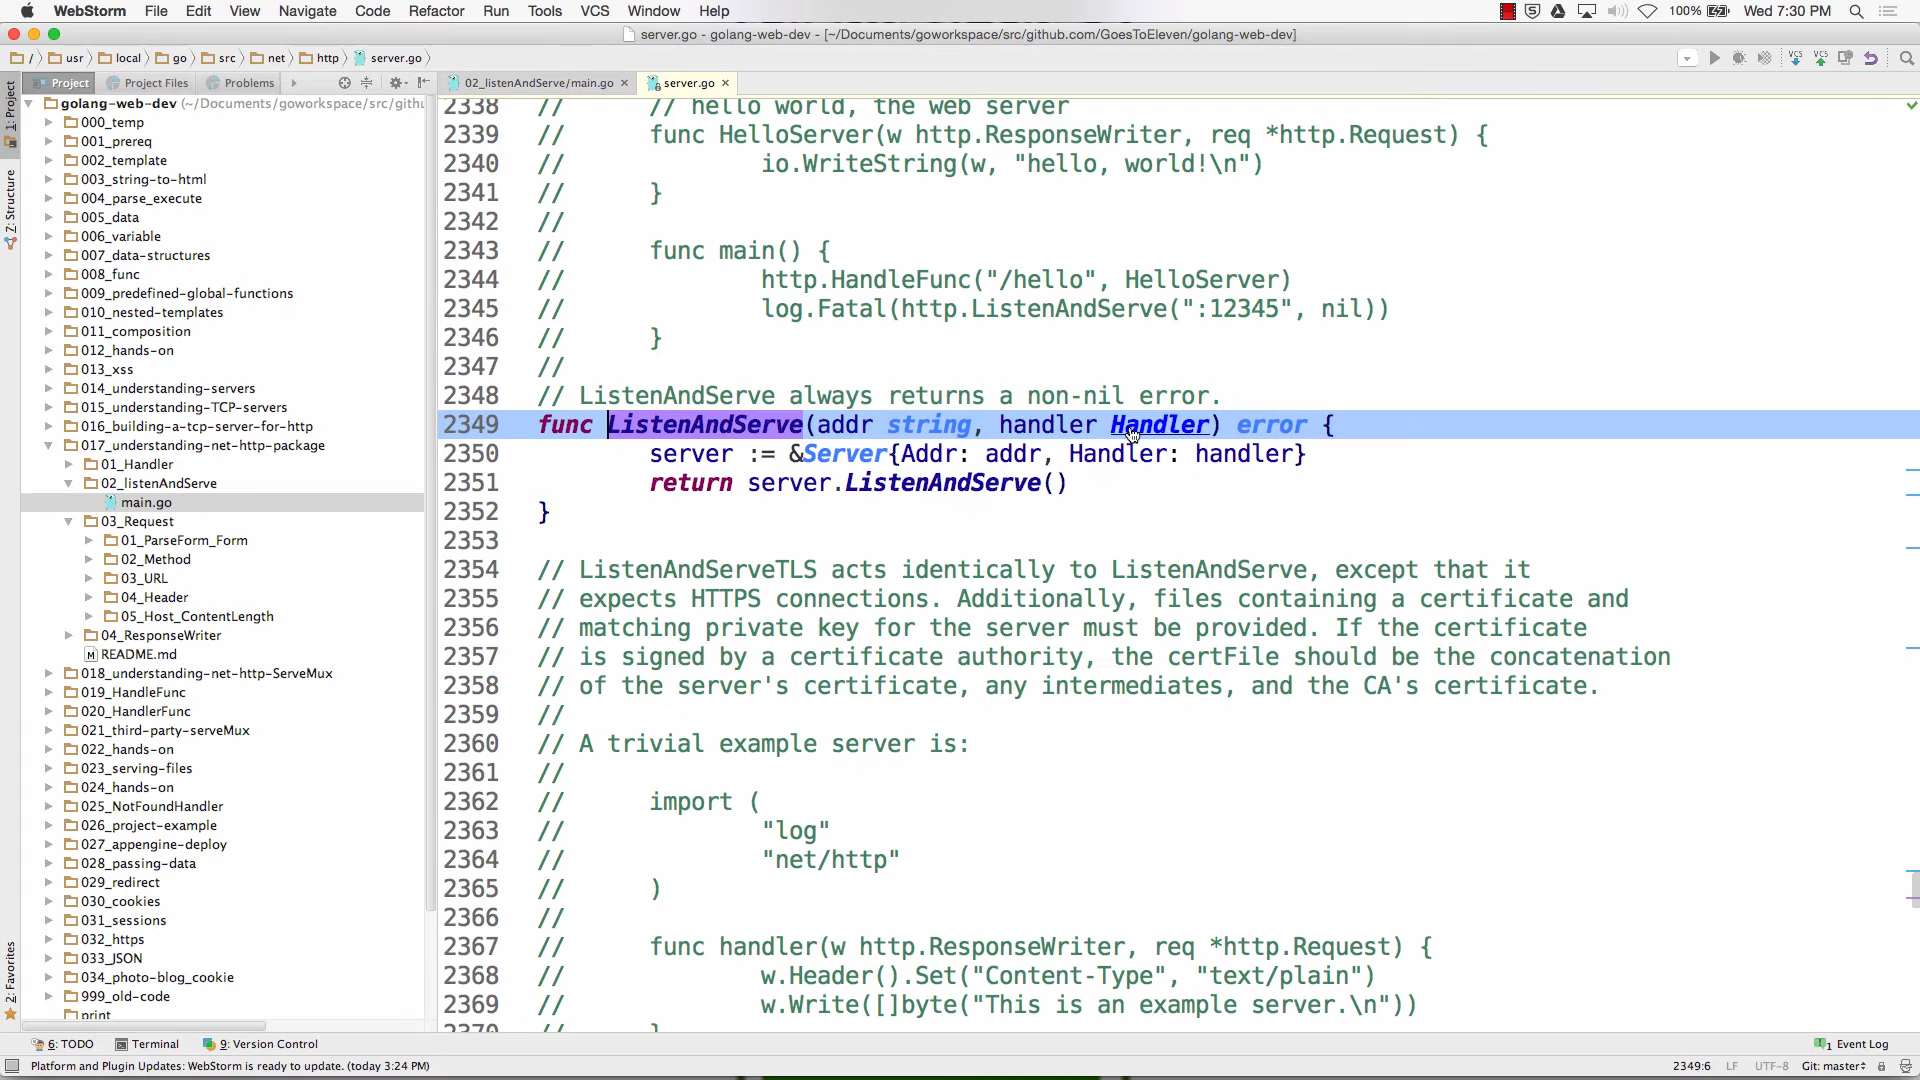 WebStorm File Edit View Navigate Code Refactor Run Tools VCS Window Help 100% Wed 7:30 PM
server.go - golang-web-dev - [~/Documents/goworkspace/src/github.com/GoesToEleven/golang-web-dev]
/ usr local go src net http server.go
Project Project Files Problems 02_listenAndServe/main.go server.go
1: Project
Z: Structure
2: Favorites
golang-web-dev (~/Documents/goworkspace/src/githu
000_temp
001_prereq
002_template
003_string-to-html
004_parse_execute
005_data
006_variable
007_data-structures
008_func
009_predefined-global-functions
010_nested-templates
011_composition
012_hands-on
013_xss
014_understanding-servers
015_understanding-TCP-servers
016_building-a-tcp-server-for-http
017_understanding-net-http-package
01_Handler
02_listenAndServe
main.go
03_Request
01_ParseForm_Form
02_Method
03_URL
04_Header
05_Host_ContentLength
04_ResponseWriter
README.md
018_understanding-net-http-ServeMux
019_HandleFunc
020_HandlerFunc
021_third-party-serveMux
022_hands-on
023_serving-files
024_hands-on
025_NotFoundHandler
026_project-example
027_appengine-deploy
028_passing-data
029_redirect
030_cookies
031_sessions
032_https
033_JSON
034_photo-blog_cookie
999_old-code
print
2338 // // hello world, the web server
2339 // func HelloServer(w http.ResponseWriter, req *http.Request) {
2340 // io.WriteString(w, "hello, world!\n")
2341 // }
2342 //
2343 // func main() {
2344 // http.HandleFunc("/hello", HelloServer)
2345 // log.Fatal(http.ListenAndServe(":12345", nil))
2346 // }
2347 //
2348 // ListenAndServe always returns a non-nil error.
2349 func ListenAndServe(addr string, handler Handler) error {
2350 server := &Server{Addr: addr, Handler: handler}
2351 return server.ListenAndServe()
2352 }
2353
2354 // ListenAndServeTLS acts identically to ListenAndServe, except that it
2355 // expects HTTPS connections. Additionally, files containing a certificate and
2356 // matching private key for the server must be provided. If the certificate
2357 // is signed by a certificate authority, the certFile should be the concatenation
2358 // of the server's certificate, any intermediates, and the CA's certificate.
2359 //
2360 // A trivial example server is:
2361 //
2362 // import (
2363 // "log"
2364 // "net/http"
2365 // )
2366 //
2367 // func handler(w http.ResponseWriter, req *http.Request) {
2368 // w.Header().Set("Content-Type", "text/plain")
2369 // w.Write([]byte("This is an example server.\n"))
2370 // }
6: TODO Terminal 9: Version Control 1 Event Log
Platform and Plugin Updates: WebStorm is ready to update. (today 3:24 PM) 2349:6 LF UTF-8 Git: master